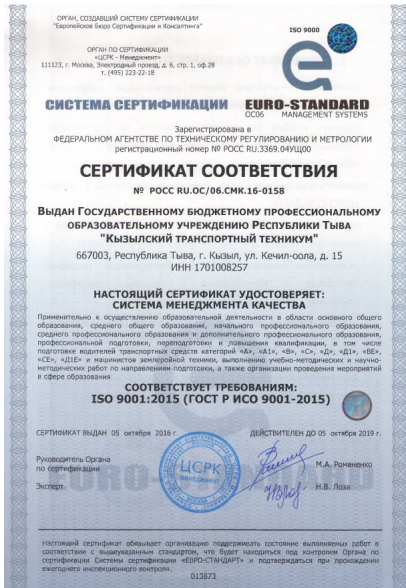 ОРГАН, СОЗДАВШИЙ СИСТЕМУ СЕРТИФИКАЦИИ
"Европейское Бюро Сертификации и Консалтинга"
ОРГАН ПО СЕРТИФИКАЦИИ
«ЦСРК - Менеджмент»
111123, г. Москва, Электродный проезд, д. 6, стр. 1, оф.28
т. (495) 223-22-18
ISO 9000
СИСТЕМА СЕРТИФИКАЦИИ EURO-STANDARD
ОС06 MANAGEMENT SYSTEMS
Зарегистрирована в
ФЕДЕРАЛЬНОМ АГЕНТСТВЕ ПО ТЕХНИЧЕСКОМУ РЕГУЛИРОВАНИЮ И МЕТРОЛОГИИ
регистрационный номер № РОСС RU.3369.04УЩ00
СЕРТИФИКАТ СООТВЕТСТВИЯ
№ РОСС RU.ОС/06.СМК.16-0158
Выдан Государственному бюджетному профессиональному
образовательному учреждению Республики Тыва
"Кызылский транспортный техникум"
667003, Республика Тыва, г. Кызыл, ул. Кечил-оола, д. 15
ИНН 1701008257
НАСТОЯЩИЙ СЕРТИФИКАТ УДОСТОВЕРЯЕТ:
СИСТЕМА МЕНЕДЖМЕНТА КАЧЕСТВА
Применительно к осуществлению образовательной деятельности в области основного общего
образования, среднего общего образования, начального профессионального образования,
среднего профессионального образования и дополнительного профессионального образования,
профессиональной подготовки, переподготовки и повышения квалификации, в том числе
подготовке водителей транспортных средств категорий «А», «А1», «В», «С», «Д», «Д1», «ВЕ»,
«СЕ», «Д1Е» и машинистов землеройной техники, выполнению учебно-методических и научно-
методических работ по направлениям подготовки, а также организации проведения мероприятий
в сфере образования
СООТВЕТСТВУЕТ ТРЕБОВАНИЯМ:
ISO 9001:2015 (ГОСТ Р ИСО 9001-2015)
СЕРТИФИКАТ ВЫДАН 05 октября 2016 г. ДЕЙСТВИТЕЛЕН ДО 05 октября 2019 г.
Руководитель Органа
по сертификации
М.А. Романенко
ЦСРК
менеджмент
Эксперт
Н.В. Лоза
Настоящий сертификат обязывает организацию поддерживать состояние выполняемых работ в
соответствии с вышеуказанным стандартом, что будет находиться под контролем Органа по
сертификации Системы сертификации «ЕВРО-СТАНДАРТ» и подтверждаться при прохождении
ежегодного инспекционного контроля.
013873